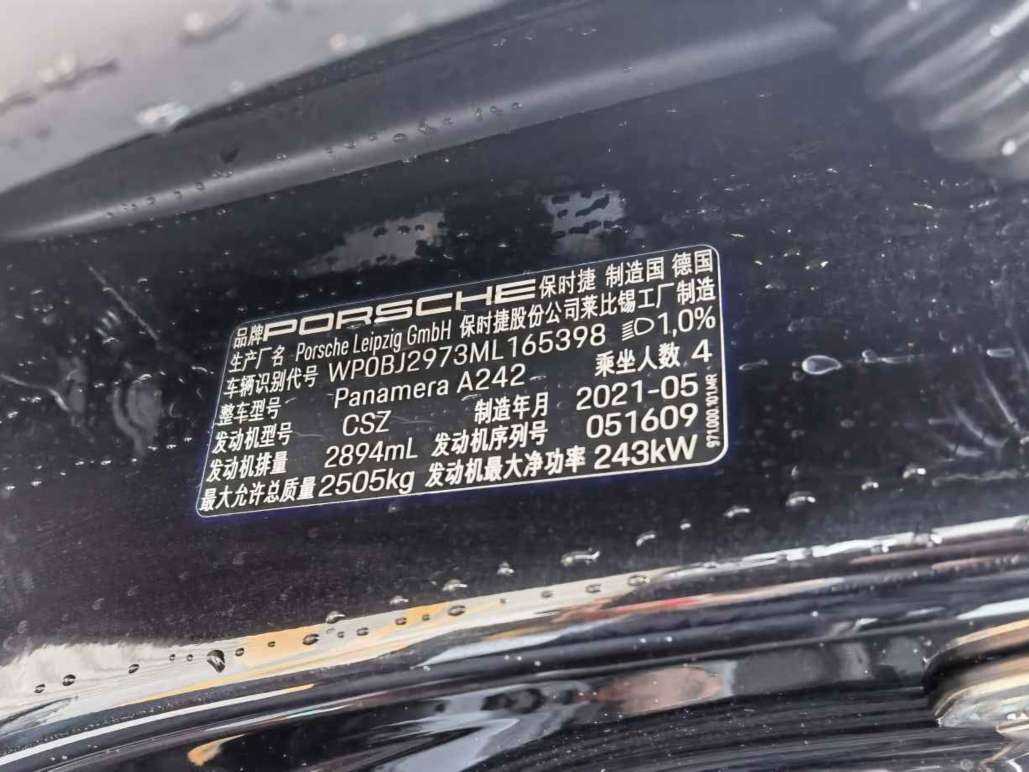 品牌 PORSCHE 保时捷 制造国 德国
生产厂名 Porsche Leipzig GmbH 保时捷股份公司莱比锡工厂制造
车辆识别代号 WP0BJ2973ML165398 1,0%
整车型号 Panamera A242 乘坐人数 4
发动机型号 CSZ 制造年月 2021-05
发动机排量 2894mL 发动机序列号 051609
最大允许总质量 2505kg 发动机最大净功率 243kW